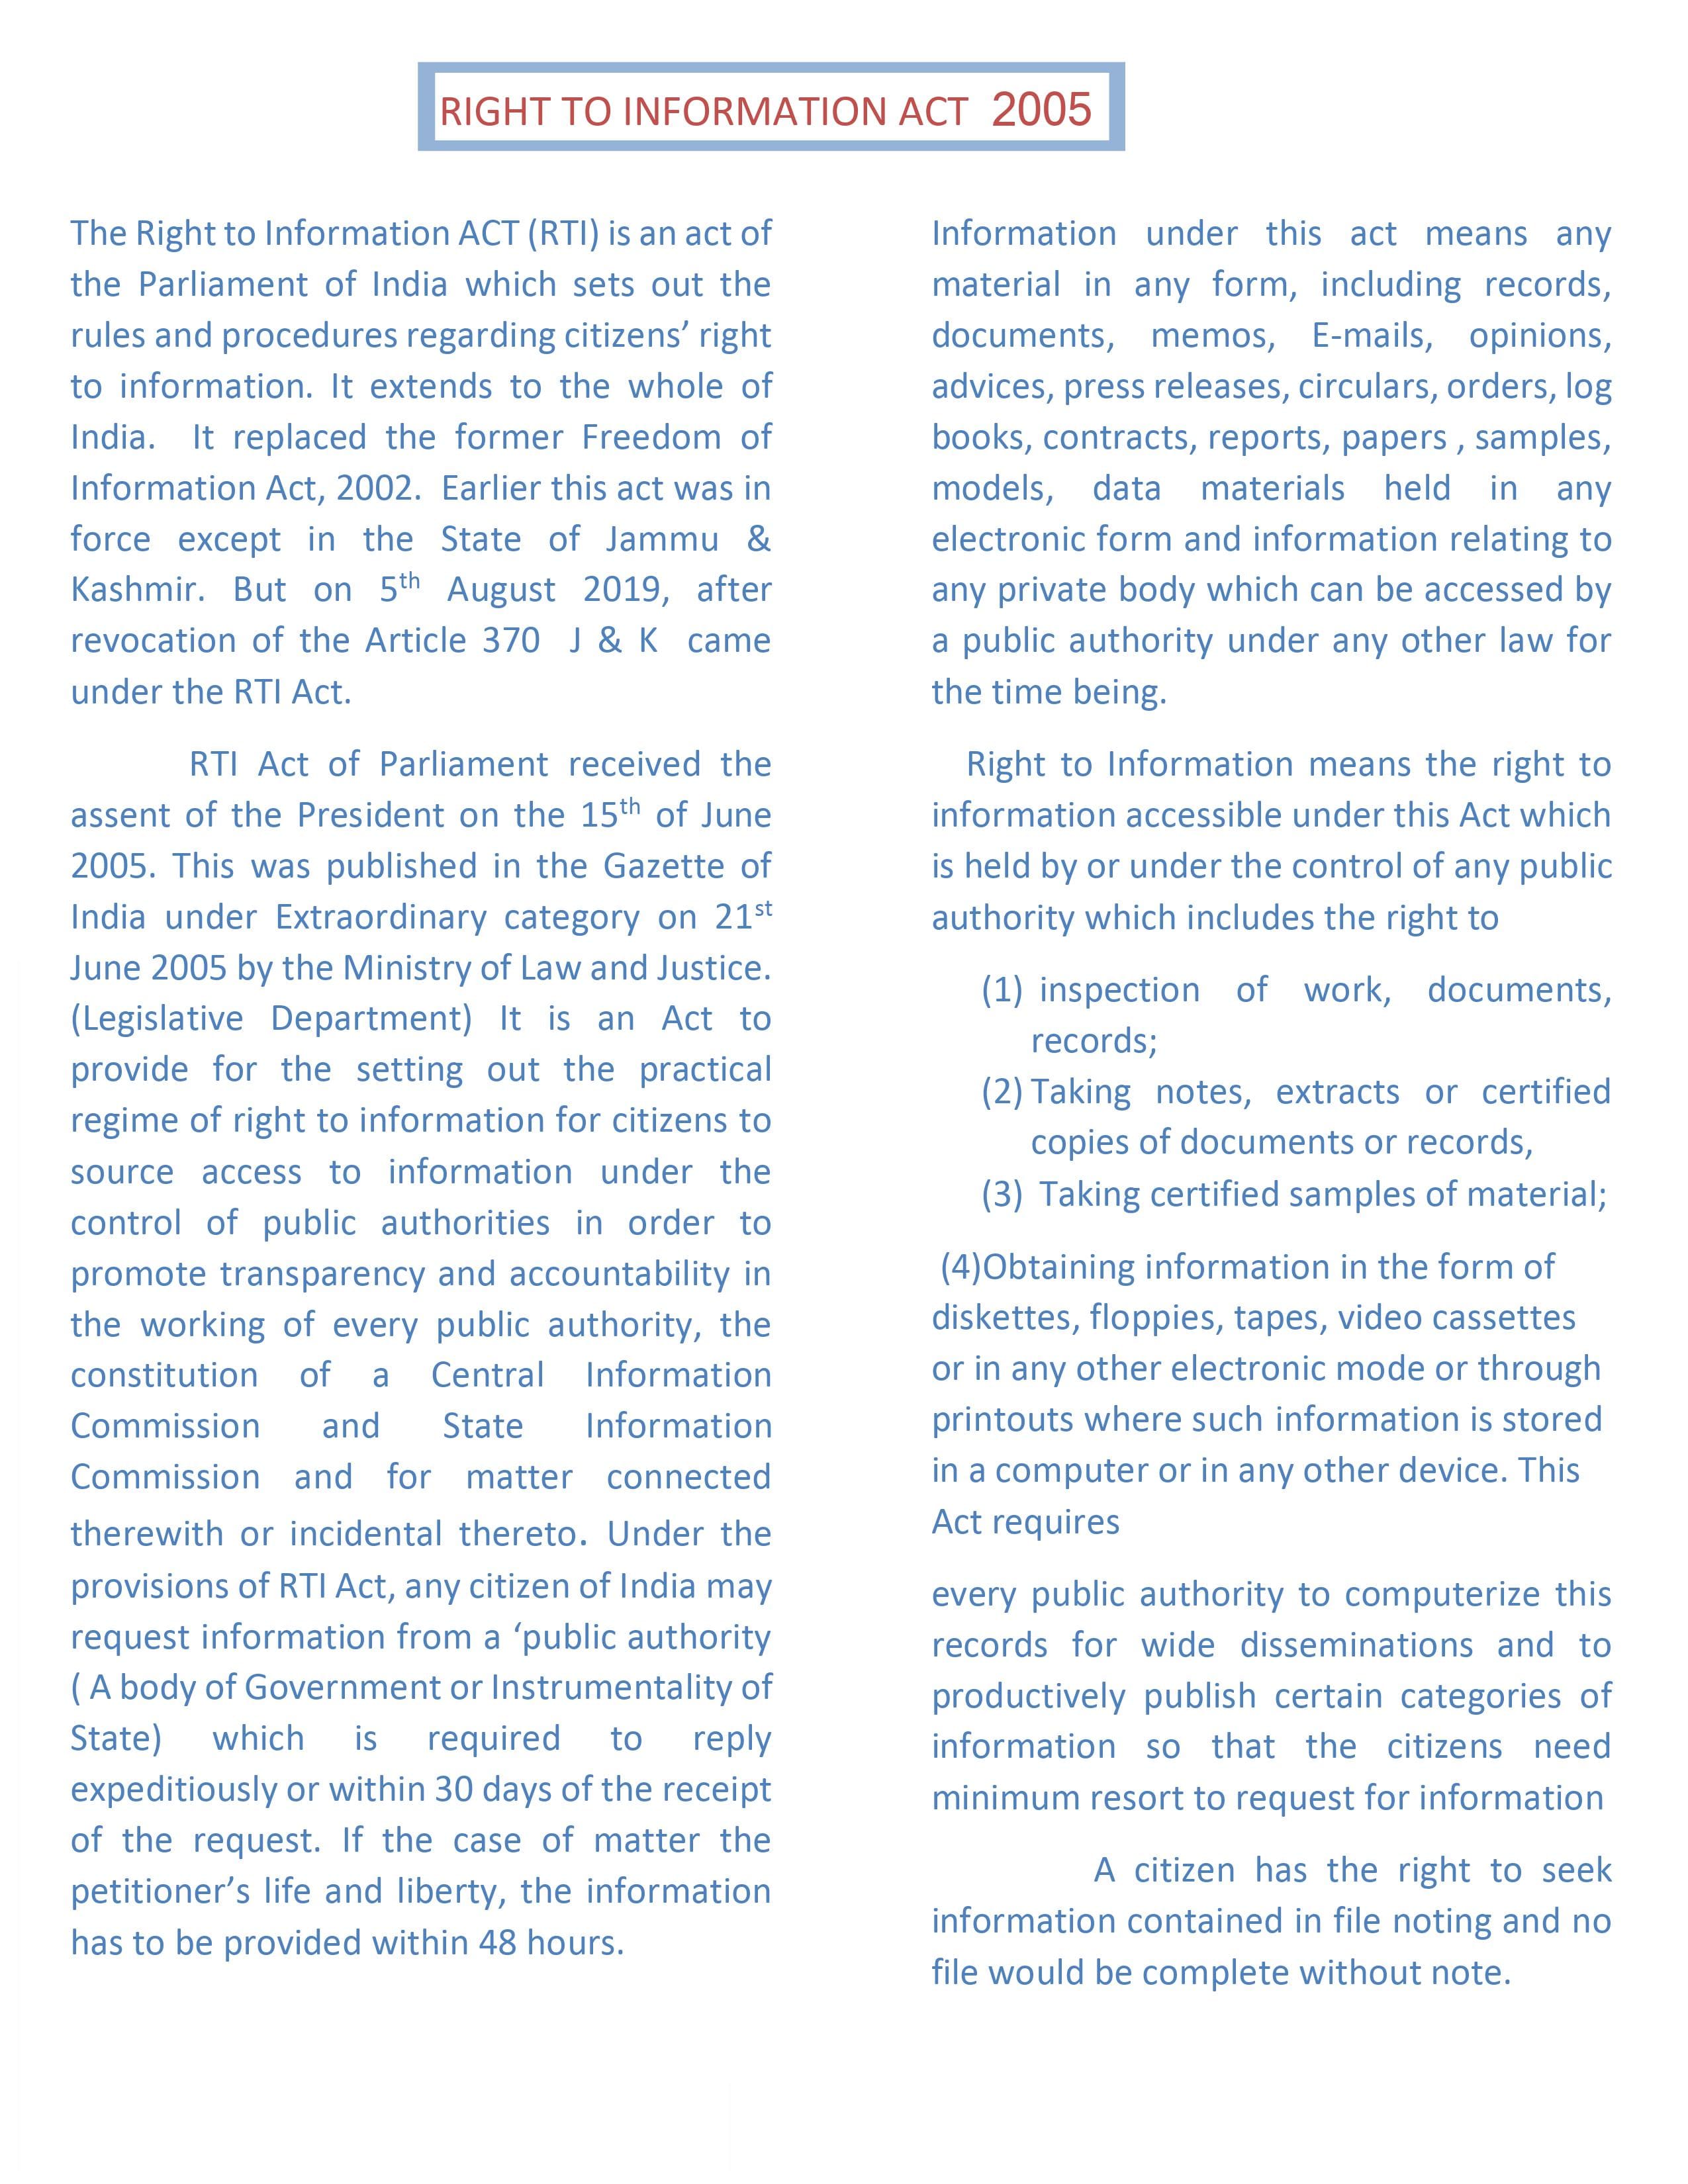 RIGHT TO INFORMATION ACT 2005
The Right to Information ACT (RTI) is an act of
the Parliament of India which sets out the
rules and procedures regarding citizens’ right
to information. It extends to the whole of
India. It replaced the former Freedom of
Information Act, 2002. Earlier this act was in
force except in the State of Jammu &
Kashmir. But on 5th August 2019, after
revocation of the Article 370 J & K came
under the RTI Act.
RTI Act of Parliament received the
assent of the President on the 15th of June
2005. This was published in the Gazette of
India under Extraordinary category on 21st
June 2005 by the Ministry of Law and Justice.
(Legislative Department) It is an Act to
provide for the setting out the practical
regime of right to information for citizens to
source access to information under the
control of public authorities in order to
promote transparency and accountability in
the working of every public authority, the
constitution of a Central Information
Commission and State Information
Commission and for matter connected
therewith or incidental thereto. Under the
provisions of RTI Act, any citizen of India may
request information from a ‘public authority
( A body of Government or Instrumentality of
State) which is required to reply
expeditiously or within 30 days of the receipt
of the request. If the case of matter the
petitioner’s life and liberty, the information
has to be provided within 48 hours.
Information under this act means any
material in any form, including records,
documents, memos, E-mails, opinions,
advices, press releases, circulars, orders, log
books, contracts, reports, papers , samples,
models, data materials held in any
electronic form and information relating to
any private body which can be accessed by
a public authority under any other law for
the time being.
Right to Information means the right to
information accessible under this Act which
is held by or under the control of any public
authority which includes the right to
(1) inspection of work, documents,
records;
(2) Taking notes, extracts or certified
copies of documents or records,
(3) Taking certified samples of material;
(4)Obtaining information in the form of
diskettes, floppies, tapes, video cassettes
or in any other electronic mode or through
printouts where such information is stored
in a computer or in any other device. This
Act requires
every public authority to computerize this
records for wide disseminations and to
productively publish certain categories of
information so that the citizens need
minimum resort to request for information
A citizen has the right to seek
information contained in file noting and no
file would be complete without note.